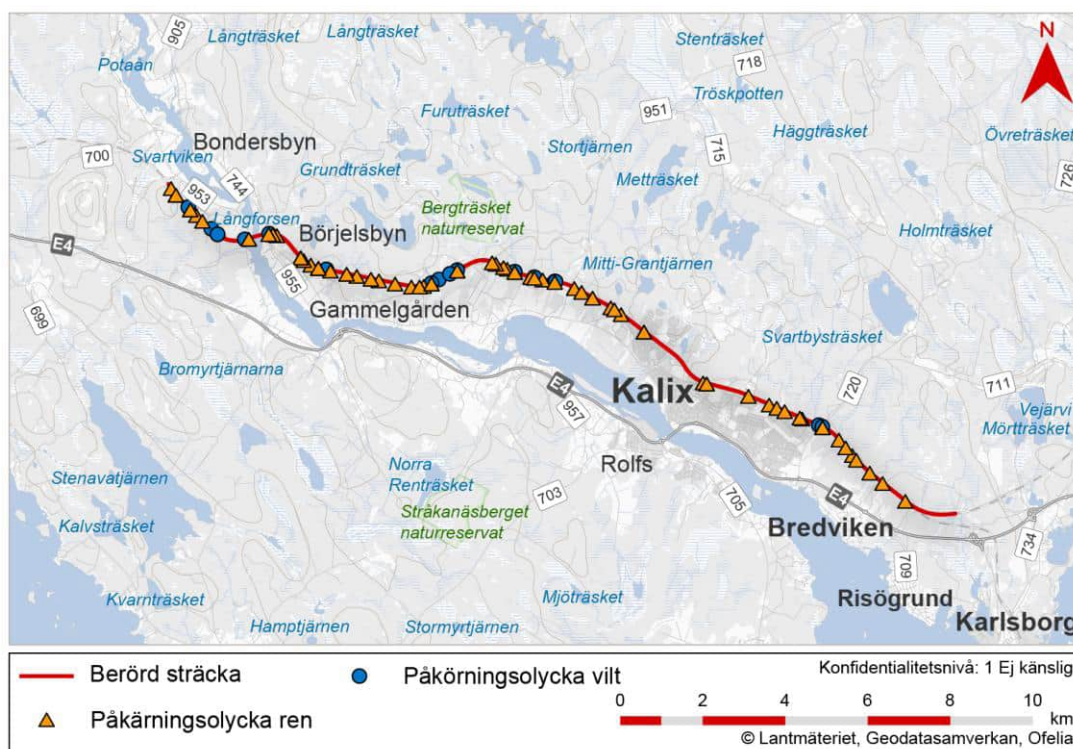 905
Långträsket
Långträsket
N
Potaån
Stenträsket
718
Tröskpotten
Furuträsket
951
Häggträsket
Övreträsket
Bondersbyn
Stortjärnen
715
700
Svartviken
744
Grundträsket
Metträsket
726
953
Bergträsket
naturreservat
Långforsen
Börjelsbyn
Holmträsket
E4
Mitti-Grantjärnen
955
Gammelgården
699
Svartbysträsket
Bromyrtjärnarna
720
711
Kalix
E4
957
Vejärvi
Mörtträsket
Rolfs
Stenavatjärnen
Norra
Renträsket
703
E4
Kalvsträsket
Stråkanäsberget
naturreservat
705
Bredviken
734
709
Kvarnträsket
Mjöträsket
Risögrund
Hamptjärnen
Stormyrtjärnen
Karlsborg
Berörd sträcka
Påkörningsolycka vilt
Konfidentialitetsnivå: 1 Ej känslig
Påkärningsolycka ren
0 2 4 6 8 10
km
© Lantmäteriet, Geodatasamverkan, Ofelia